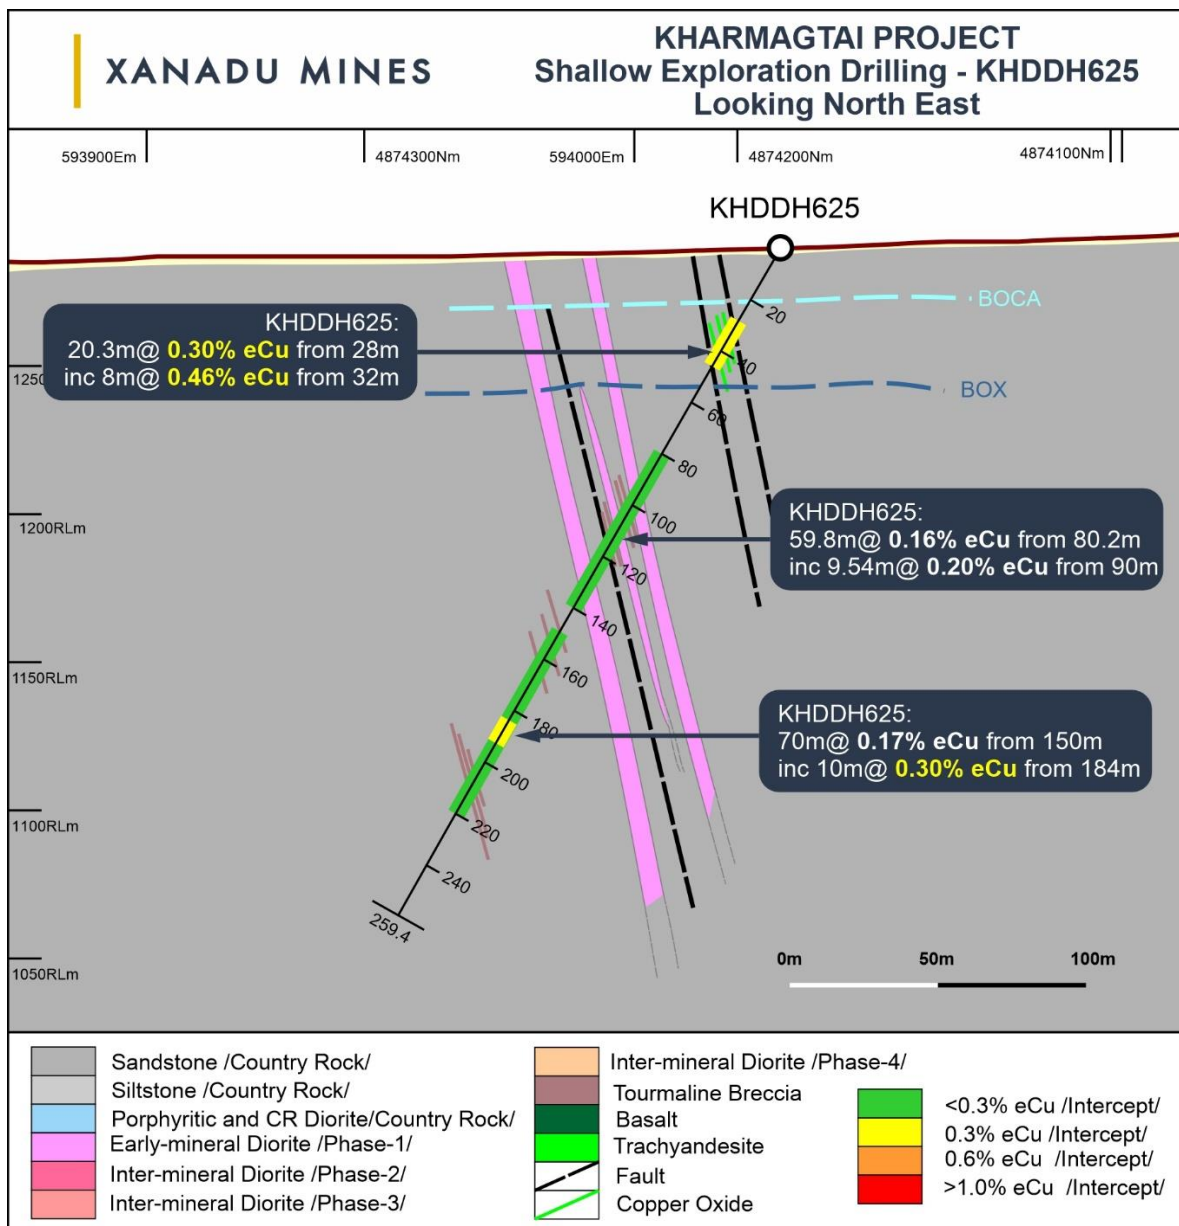 XANADU MINES
KHARMAGTAI PROJECT
Shallow Exploration Drilling - KHDDH625
Looking North East
593900Em
4874300Nm
594000Em
4874200Nm
4874100Nm
KHDDH625
BOCA
20
KHDDH625:
20.3m@ 0.30% eCu from 28m
inc 8m@ 0.46% eCu from 32m
1250
40
BOX
60
80
100
KHDDH625:
59.8m@ 0.16% eCu from 80.2m
inc 9.54m@ 0.20% eCu from 90m
1200RLm
120
140
1150RLm
160
180
KHDDH625:
70m@ 0.17% eCu from 150m
inc 10m@ 0.30% eCu from 184m
200
1100RLm
220
240
259.4
1050RLm
0m
50m
100m
Sandstone /Country Rock/
Siltstone /Country Rock/
Porphyritic and CR Diorite/Country Rock/
Early-mineral Diorite /Phase-1/
Inter-mineral Diorite /Phase-2/
Inter-mineral Diorite /Phase-3/
Inter-mineral Diorite /Phase-4/
Tourmaline Breccia
Basalt
Trachyandesite
Fault
Copper Oxide
<0.3% eCu /Intercept/
0.3% eCu /Intercept/
0.6% eCu /Intercept/
>1.0% eCu /Intercept/